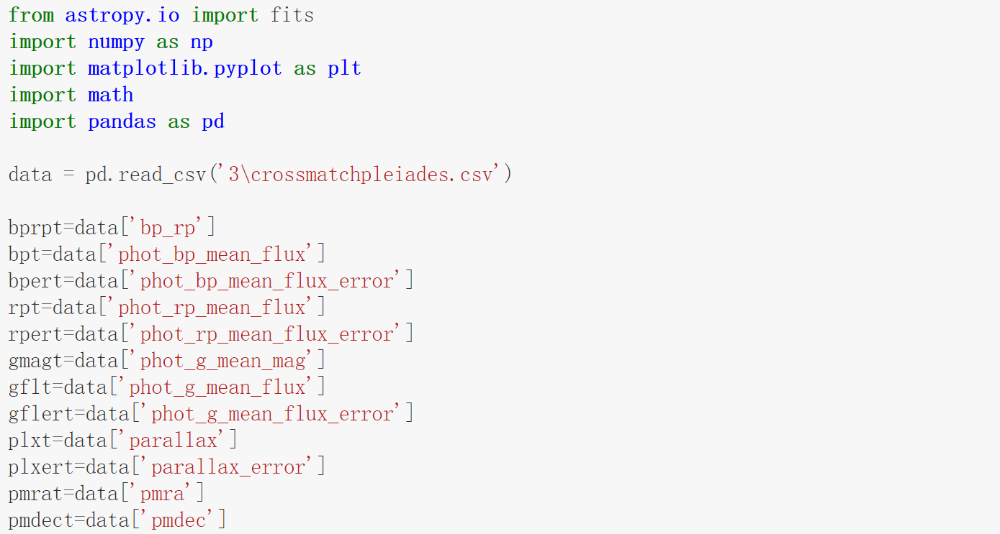 from astropy.io import fits
import numpy as np
import matplotlib.pyplot as plt
import math
import pandas as pd
data = pd.read_csv('3\crossmatchpleiades.csv')
bprpt=data['bp_rp']
bpt=data['phot_bp_mean_flux']
bpert=data['phot_bp_mean_flux_error']
rpt=data['phot_rp_mean_flux']
rpert=data['phot_rp_mean_flux_error']
gmagt=data['phot_g_mean_mag']
gflt=data['phot_g_mean_flux']
gflert=data['phot_g_mean_flux_error']
plxt=data['parallax']
plxert=data['parallax_error']
pmrat=data['pmra']
pmdect=data['pmdec']